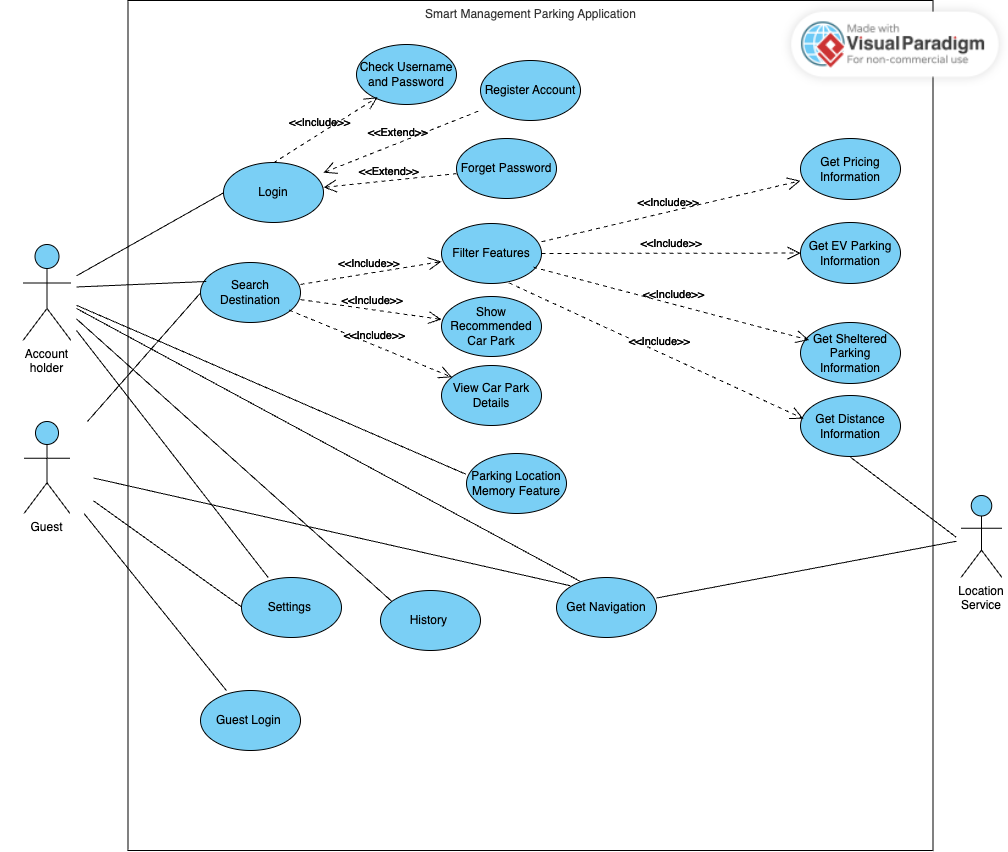 Smart Management Parking Application
Made with
Visual Paradigm
For non-commercial use
Check Username
and Password
Register Account
<<Include>>
<<Extend>>
Forget Password
<<Extend>>
Login
Get Pricing
Information
<<Include>>
Filter Features
<<Include>>
Get EV Parking
Information
Search
Destination
<<Include>>
<<Include>>
<<Include>>
Show
Recommended
Car Park
<<Include>>
<<Include>>
Get Sheltered
Parking
Information
Account
holder
View Car Park
Details
Get Distance
Information
Parking Location
Memory Feature
Guest
Location
Service
Settings
History
Get Navigation
Guest Login